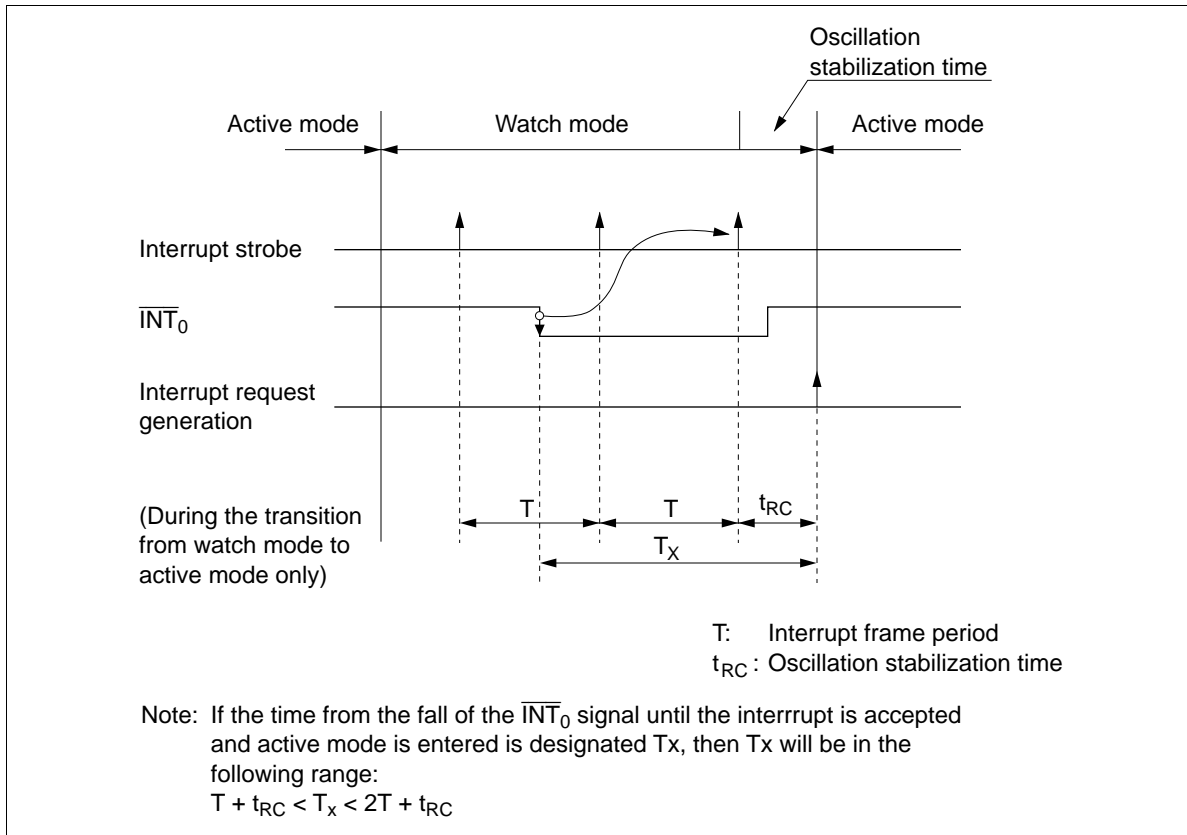 Oscillation
stabilization time
Active mode
Watch mode
Active mode
Interrupt strobe
INT0
Interrupt request
generation
(During the transition
from watch mode to
active mode only)
T
T
tRC
TX
T: Interrupt frame period
tRC : Oscillation stabilization time
Note: If the time from the fall of the INT0 signal until the interrrupt is accepted
and active mode is entered is designated Tx, then Tx will be in the
following range:
T + tRC < Tx < 2T + tRC